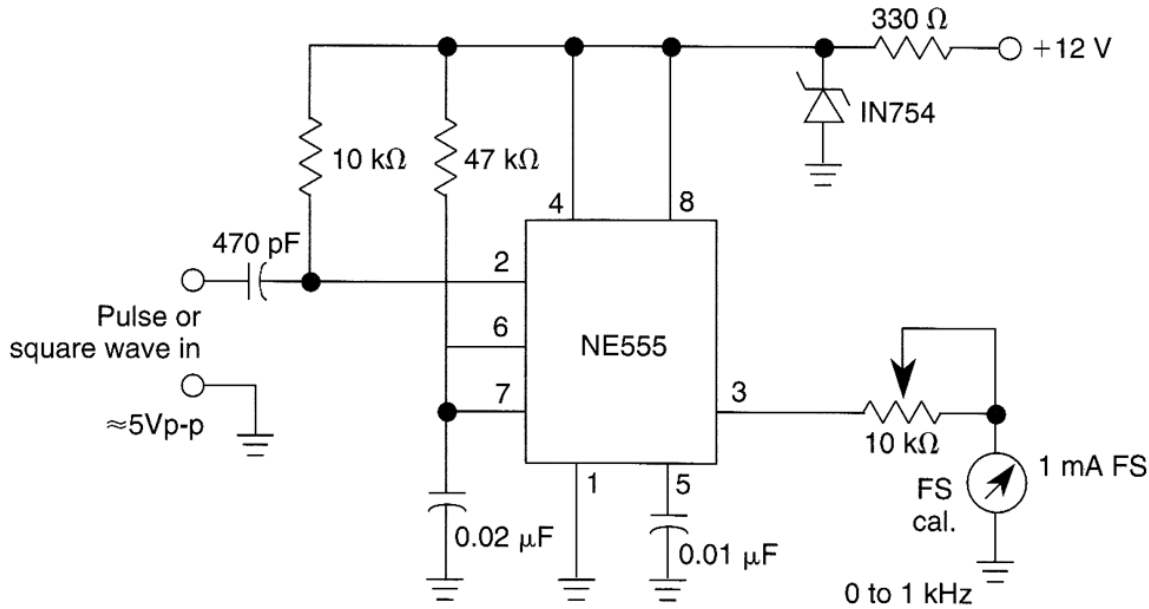 330 Ω
+12 V
IN754
10 kΩ
47 kΩ
4
8
470 pF
2
Pulse or
square wave in
≈5Vp-p
6
NE555
7
3
10 kΩ
1 mA FS
FS
cal.
1
5
0.02 μF
0.01 μF
0 to 1 kHz